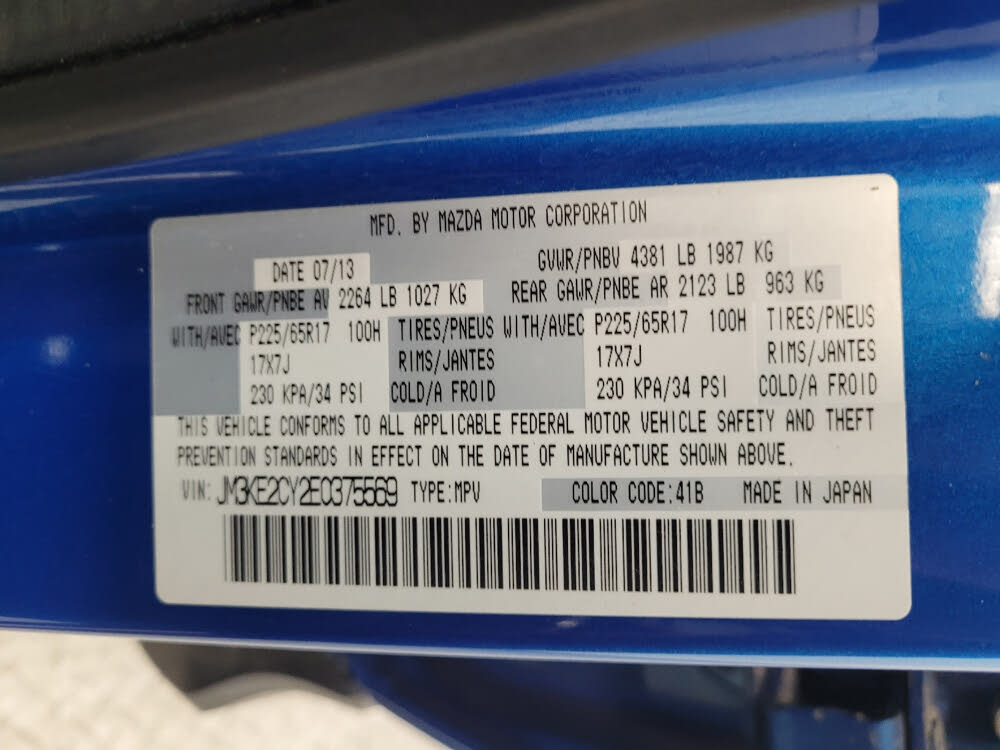 MFD. BY MAZDA MOTOR CORPORATION
DATE 07/13 GVWR/PNBV 4381 LB 1987 KG
FRONT GAWR/PNBE AV 2264 LB 1027 KG REAR GAWR/PNBE AR 2123 LB 963 KG
WITH/AVEC P225/65R17 100H TIRES/PNEUS WITH/AVEC P225/65R17 100H TIRES/PNEUS
17X7J RIMS/JANTES 17X7J RIMS/JANTES
230 KPA/34 PSI COLD/A FROID 230 KPA/34 PSI COLD/A FROID
THIS VEHICLE CONFORMS TO ALL APPLICABLE FEDERAL MOTOR VEHICLE SAFETY AND THEFT
PREVENTION STANDARDS IN EFFECT ON THE DATE OF MANUFACTURE SHOWN ABOVE.
VIN: JM3KE2CY2E0375569 TYPE:MPV COLOR CODE:41B MADE IN JAPAN